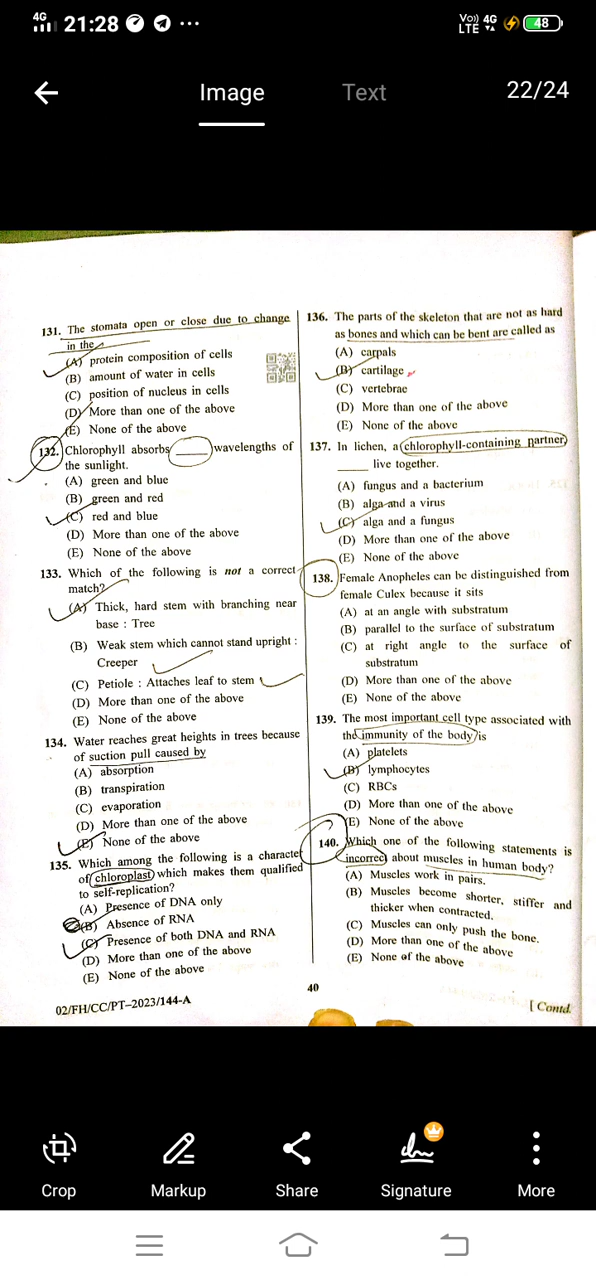 4G 21:28 ... Vo)) LTE 4G 48
Image Text 22/24
131. The stomata open or close due to change
in the
(A) protein composition of cells
(B) amount of water in cells
(C) position of nucleus in cells
(D) More than one of the above
(E) None of the above
132. Chlorophyll absorbs ____ wavelengths of
the sunlight.
(A) green and blue
(B) green and red
(C) red and blue
(D) More than one of the above
(E) None of the above
133. Which of the following is not a correct
match?
(A) Thick, hard stem with branching near
base : Tree
(B) Weak stem which cannot stand upright :
Creeper
(C) Petiole : Attaches leaf to stem
(D) More than one of the above
(E) None of the above
134. Water reaches great heights in trees because
of suction pull caused by
(A) absorption
(B) transpiration
(C) evaporation
(D) More than one of the above
(E) None of the above
135. Which among the following is a character
of chloroplast which makes them qualified
to self-replication?
(A) Presence of DNA only
(B) Absence of RNA
(C) Presence of both DNA and RNA
(D) More than one of the above
(E) None of the above
136. The parts of the skeleton that are not as hard
as bones and which can be bent are called as
(A) carpals
(B) cartilage
(C) vertebrae
(D) More than one of the above
(E) None of the above
137. In lichen, a chlorophyll-containing partner
____ live together.
(A) fungus and a bacterium
(B) alga and a virus
(C) alga and a fungus
(D) More than one of the above
(E) None of the above
138. Female Anopheles can be distinguished from
female Culex because it sits
(A) at an angle with substratum
(B) parallel to the surface of substratum
(C) at right angle to the surface of
substratum
(D) More than one of the above
(E) None of the above
139. The most important cell type associated with
the immunity of the body is
(A) platelets
(B) lymphocytes
(C) RBCs
(D) More than one of the above
(E) None of the above
140. Which one of the following statements is
incorrect about muscles in human body?
(A) Muscles work in pairs.
(B) Muscles become shorter, stiffer and
thicker when contracted.
(C) Muscles can only push the bone.
(D) More than one of the above
(E) None of the above
40
02/FH/CC/PT–2023/144-A
[ Contd.
Crop Markup Share Signature More